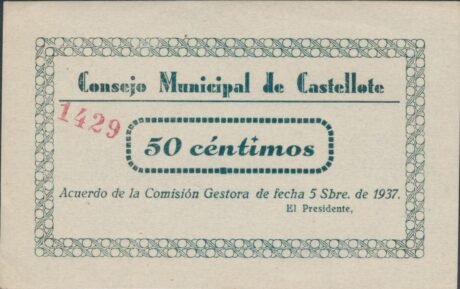 Consejo Municipal de Castellote
1429
50 céntimos
Acuerdo de la Comisión Gestora de fecha 5 Sbre. de 1937.
El Presidente,